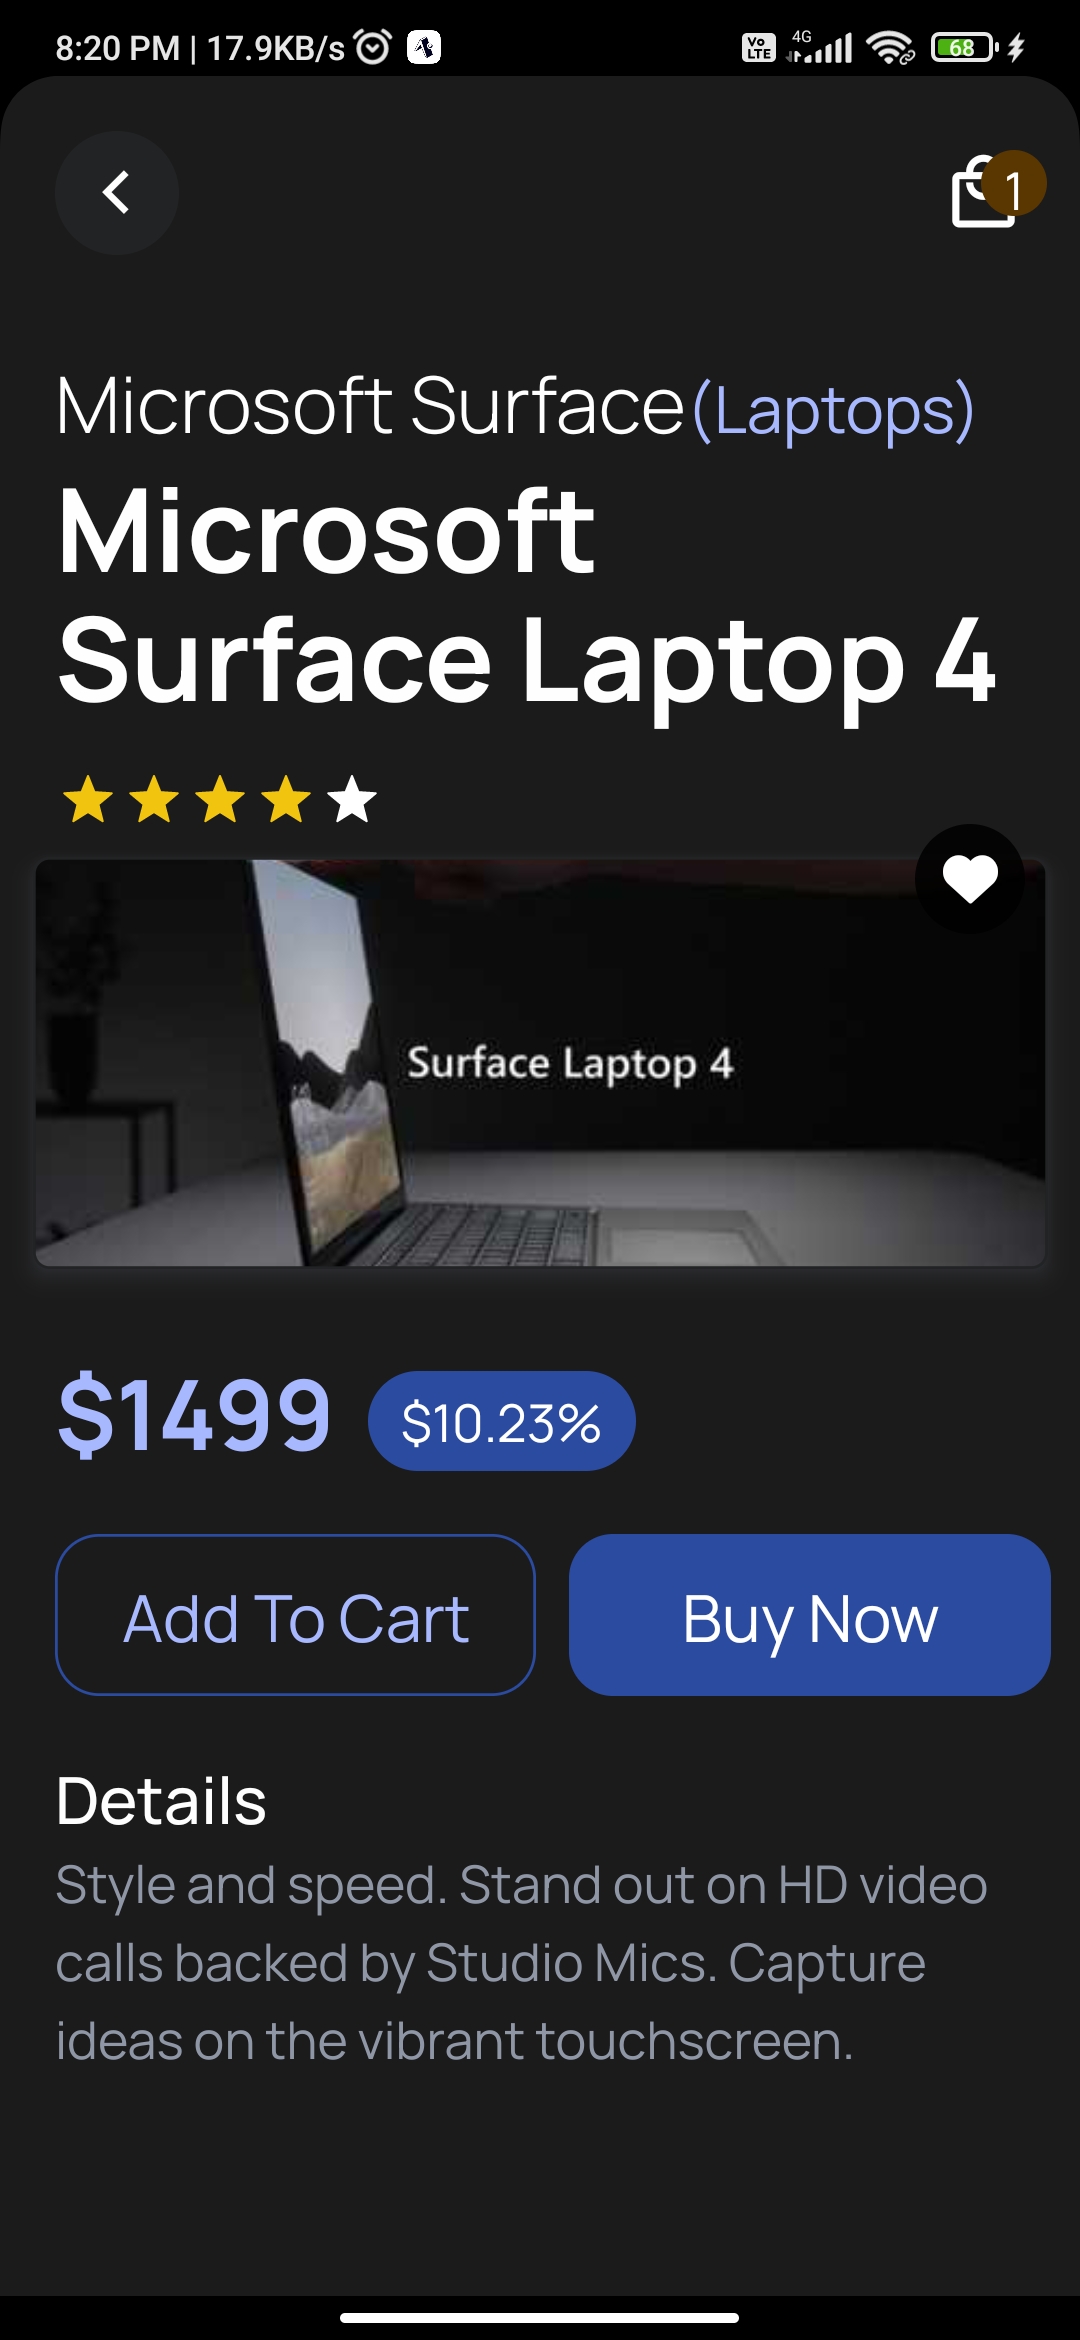 8:20 PM | 17.9KB/s Vo LTE 4G 68
1
Microsoft Surface(Laptops)
Microsoft
Surface Laptop 4
Surface Laptop 4
$1499 $10.23%
Add To Cart Buy Now
Details
Style and speed. Stand out on HD video
calls backed by Studio Mics. Capture
ideas on the vibrant touchscreen.